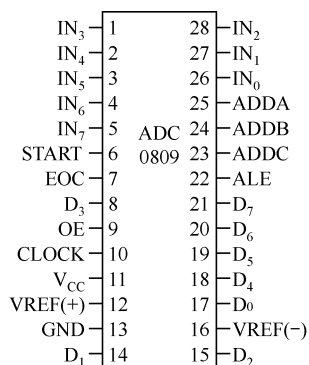 IN₃ 1 28 IN₂
IN₄ 2 27 IN₁
IN₅ 3 26 IN₀
IN₆ 4 25 ADDA
IN₇ 5 ADC 24 ADDB
START 6 0809 23 ADDC
EOC 7 22 ALE
D₃ 8 21 D₇
OE 9 20 D₆
CLOCK 10 19 D₅
V_CC 11 18 D₄
VREF(+) 12 17 D₀
GND 13 16 VREF(−)
D₁ 14 15 D₂